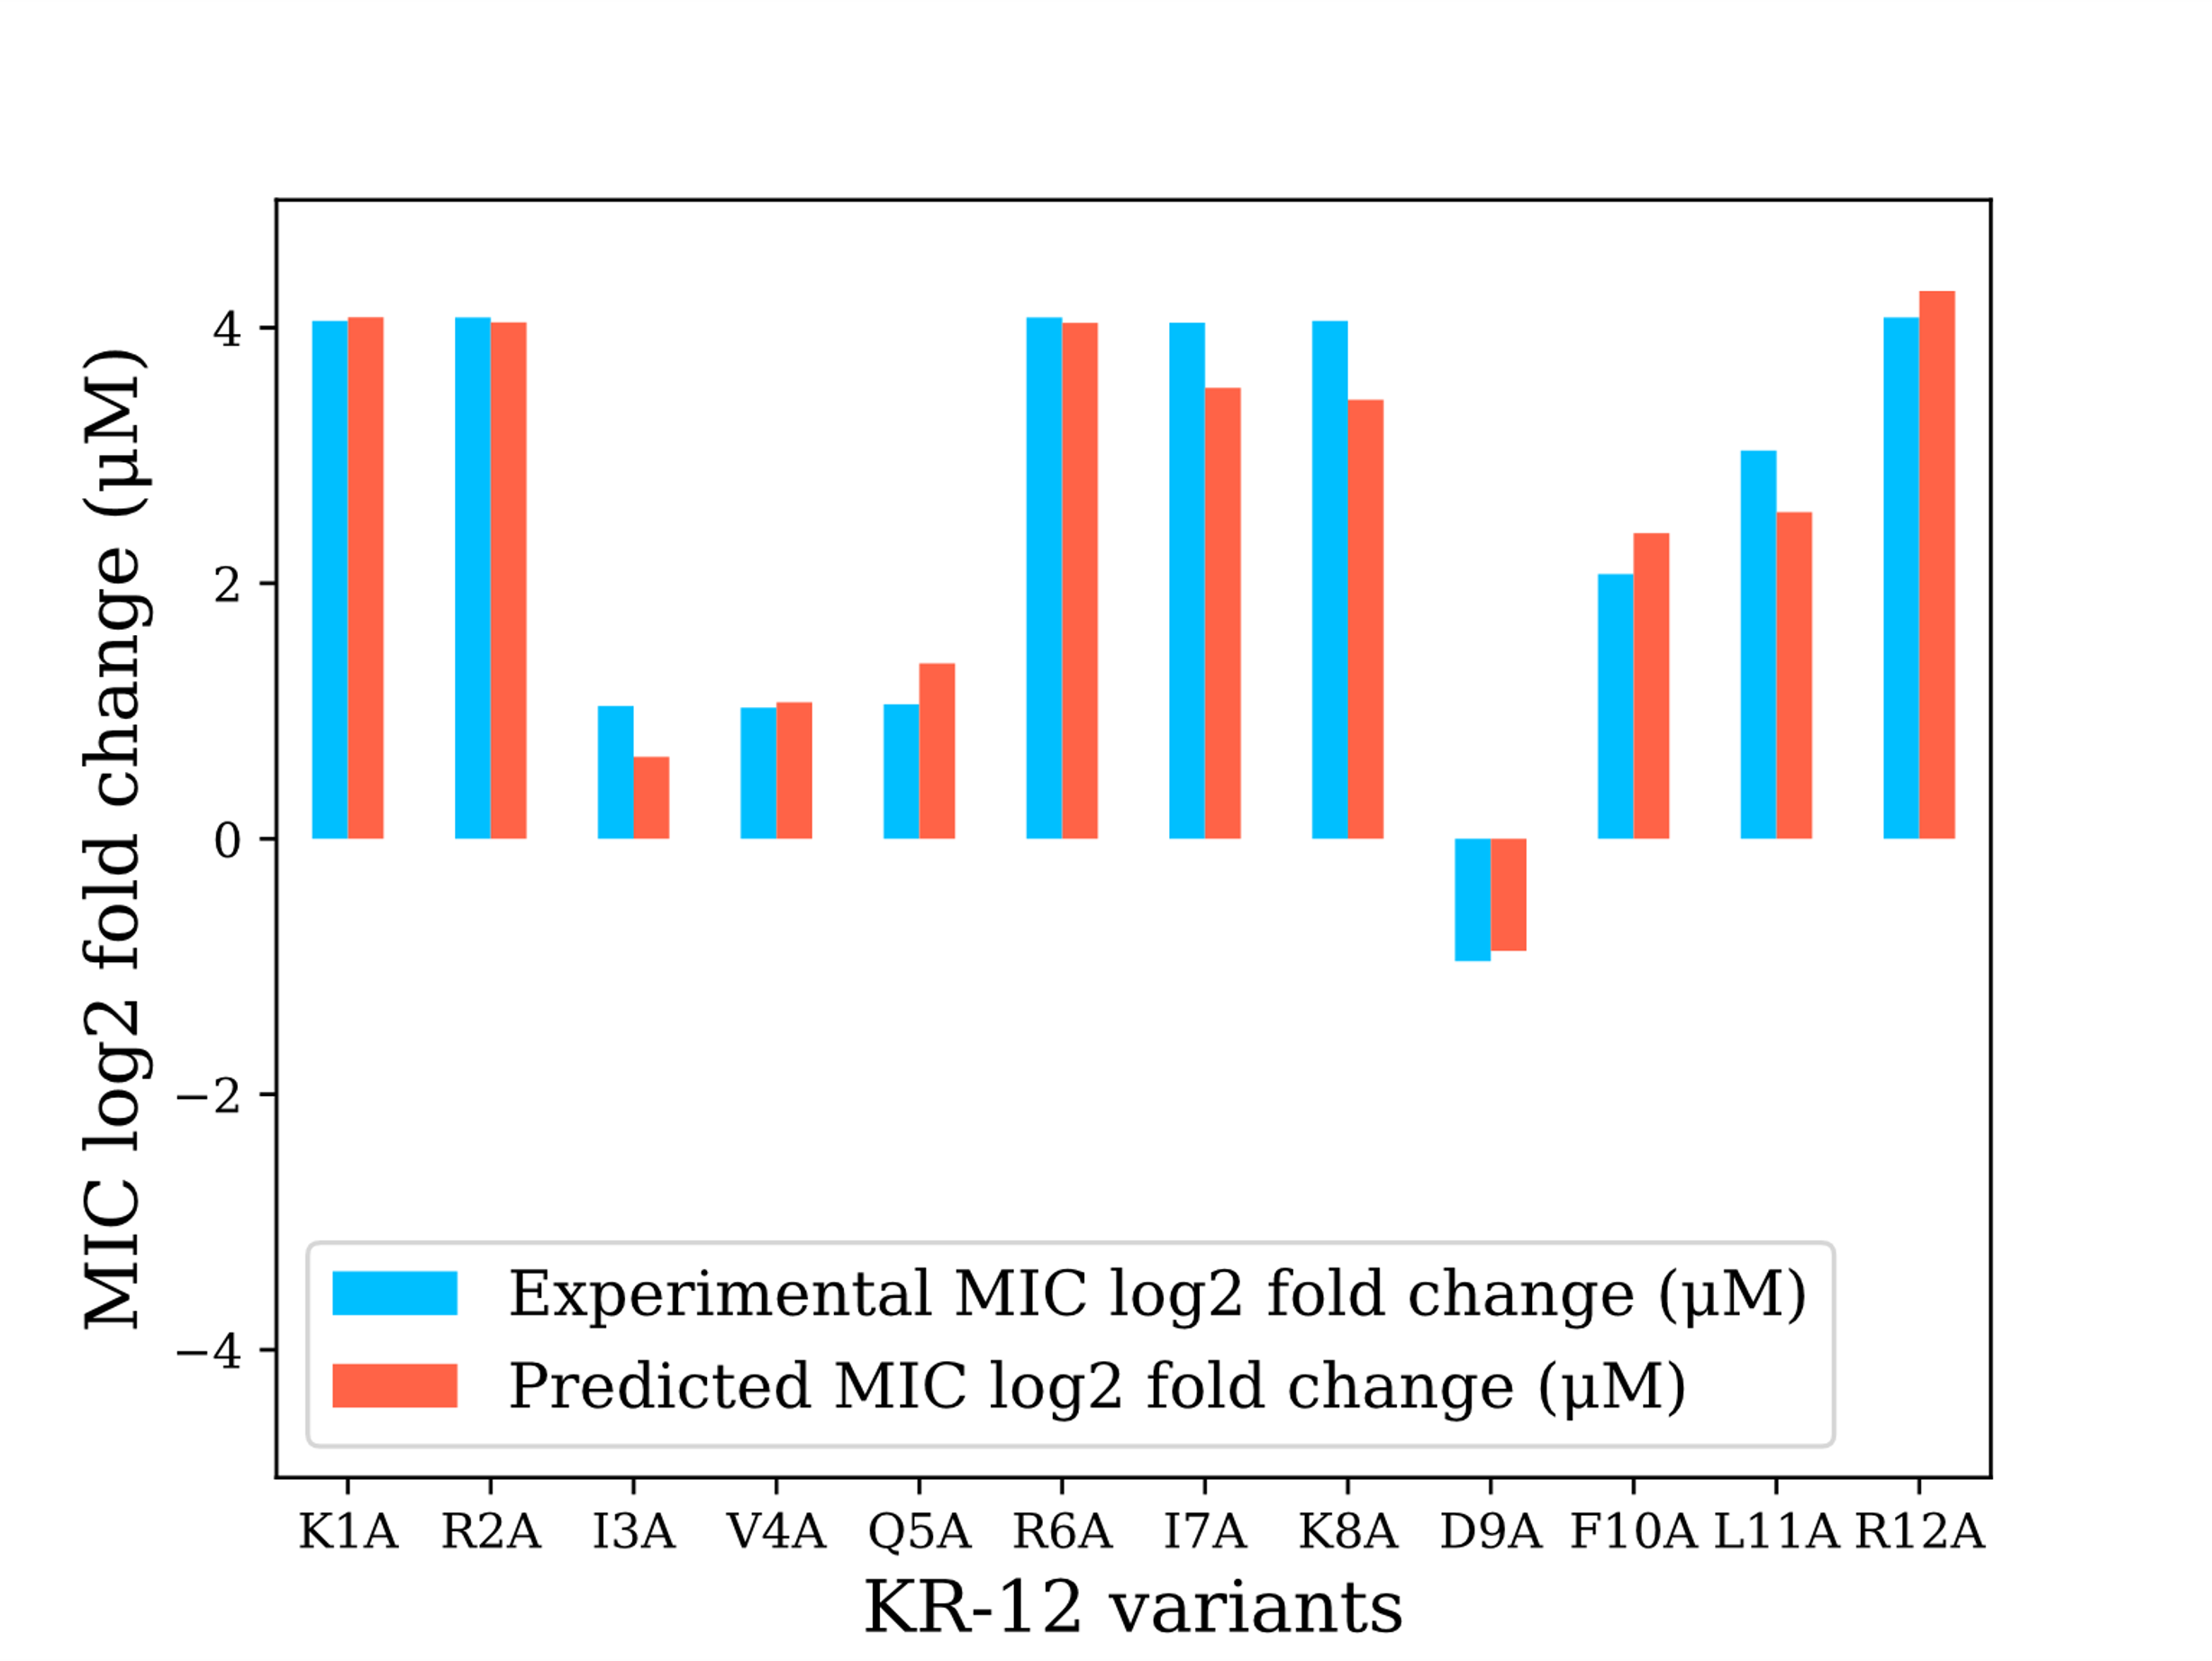 MIC log2 fold change (μM)
4
2
0
−2
−4
Experimental MIC log2 fold change (μM)
Predicted MIC log2 fold change (μM)
K1A R2A I3A V4A Q5A R6A I7A K8A D9A F10A L11A R12A
KR-12 variants